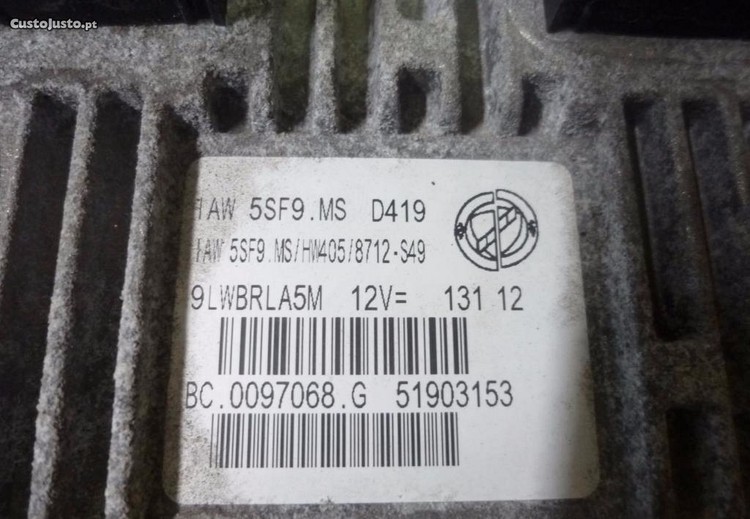 CustoJusto.pt
IAW 5SF9.MS D419
IAW 5SF9.MS/HW405/8712-S49
9LWBRLA5M 12V= 131 12
BC.0097068.G 51903153